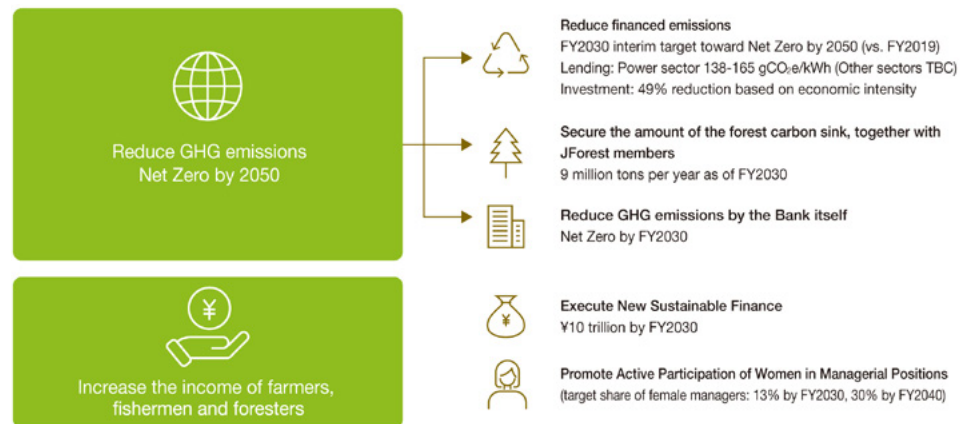 Reduce GHG emissions
Net Zero by 2050
Reduce financed emissions
FY2030 interim target toward Net Zero by 2050 (vs. FY2019)
Lending: Power sector 138-165 gCO₂e/kWh (Other sectors TBC)
Investment: 49% reduction based on economic intensity
Secure the amount of the forest carbon sink, together with
JForest members
9 million tons per year as of FY2030
Reduce GHG emissions by the Bank itself
Net Zero by FY2030
¥
Increase the income of farmers,
fishermen and foresters
¥
Execute New Sustainable Finance
¥10 trillion by FY2030
Promote Active Participation of Women in Managerial Positions
(target share of female managers: 13% by FY2030, 30% by FY2040)